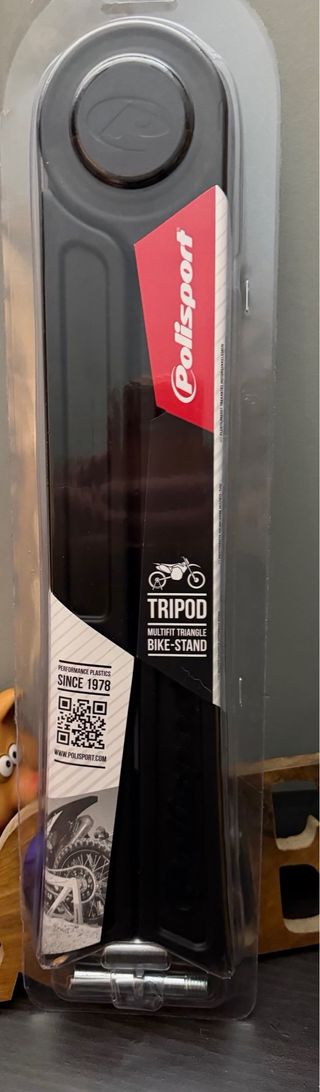 Polisport
TRIPOD
MULTIFIT TRIANGLE
BIKE-STAND
PERFORMANCE PLASTICS
SINCE 1978
WWW.POLISPORT.COM